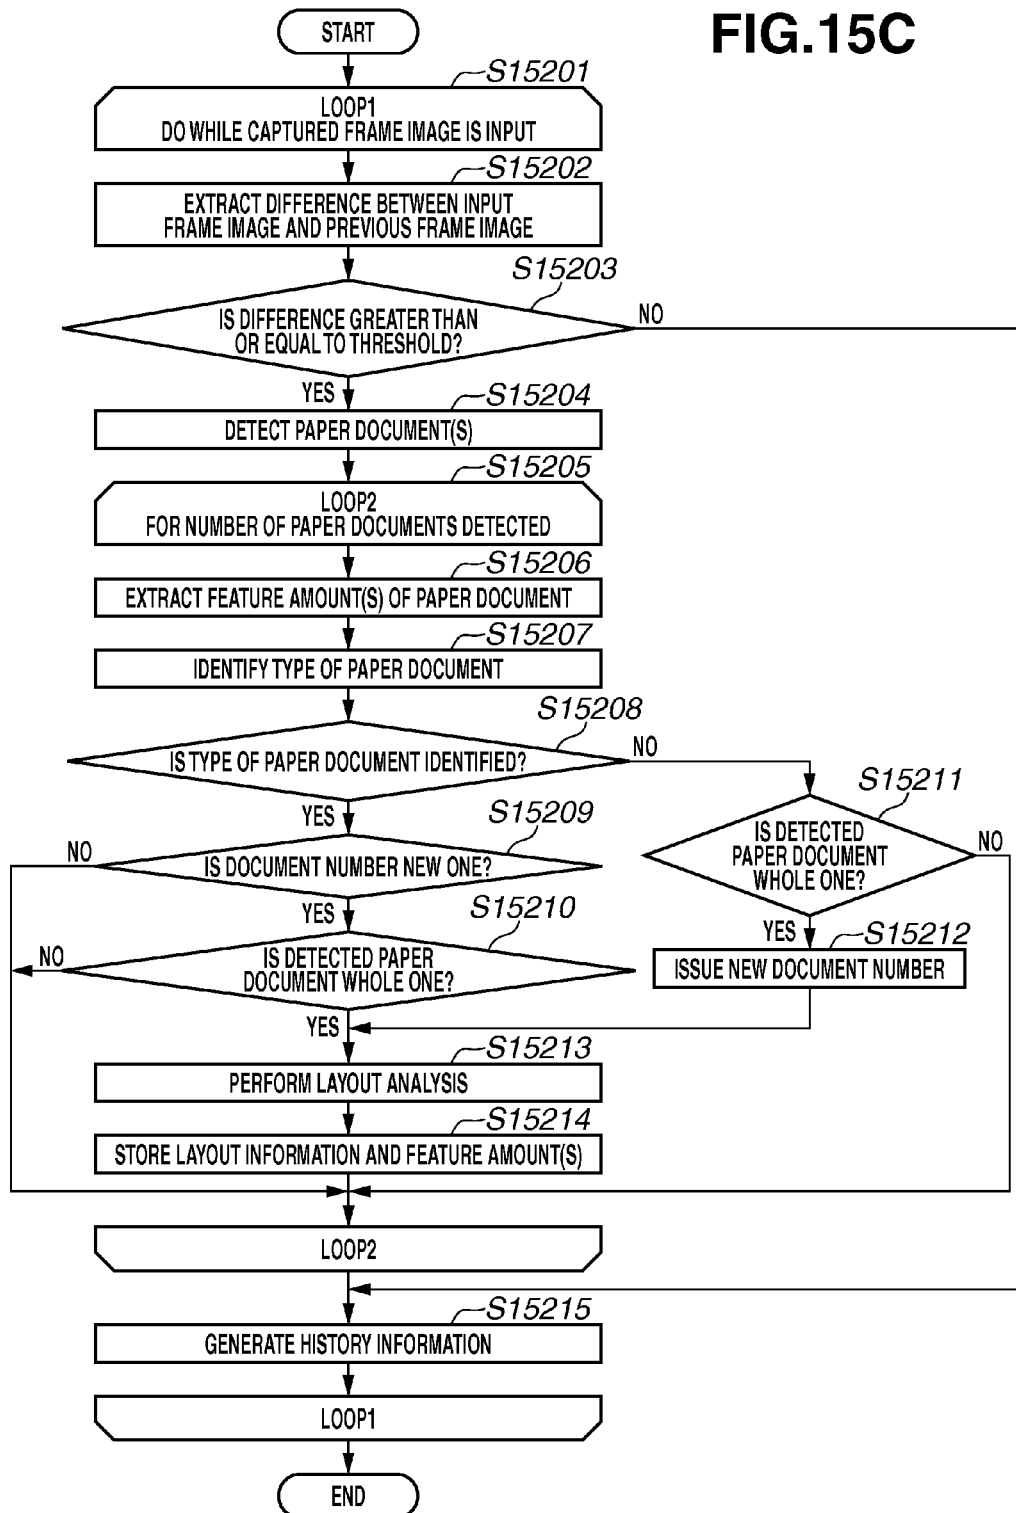 FIG.15C
START
S15201
LOOP1
DO WHILE CAPTURED FRAME IMAGE IS INPUT
S15202
EXTRACT DIFFERENCE BETWEEN INPUT
FRAME IMAGE AND PREVIOUS FRAME IMAGE
S15203
IS DIFFERENCE GREATER THAN
OR EQUAL TO THRESHOLD?
NO
YES
S15204
DETECT PAPER DOCUMENT(S)
S15205
LOOP2
FOR NUMBER OF PAPER DOCUMENTS DETECTED
S15206
EXTRACT FEATURE AMOUNT(S) OF PAPER DOCUMENT
S15207
IDENTIFY TYPE OF PAPER DOCUMENT
S15208
IS TYPE OF PAPER DOCUMENT IDENTIFIED?
NO
YES
S15209
IS DOCUMENT NUMBER NEW ONE?
NO
YES
S15210
IS DETECTED PAPER
DOCUMENT WHOLE ONE?
NO
YES
S15211
IS DETECTED
PAPER DOCUMENT
WHOLE ONE?
NO
YES
S15212
ISSUE NEW DOCUMENT NUMBER
S15213
PERFORM LAYOUT ANALYSIS
S15214
STORE LAYOUT INFORMATION AND FEATURE AMOUNT(S)
LOOP2
S15215
GENERATE HISTORY INFORMATION
LOOP1
END